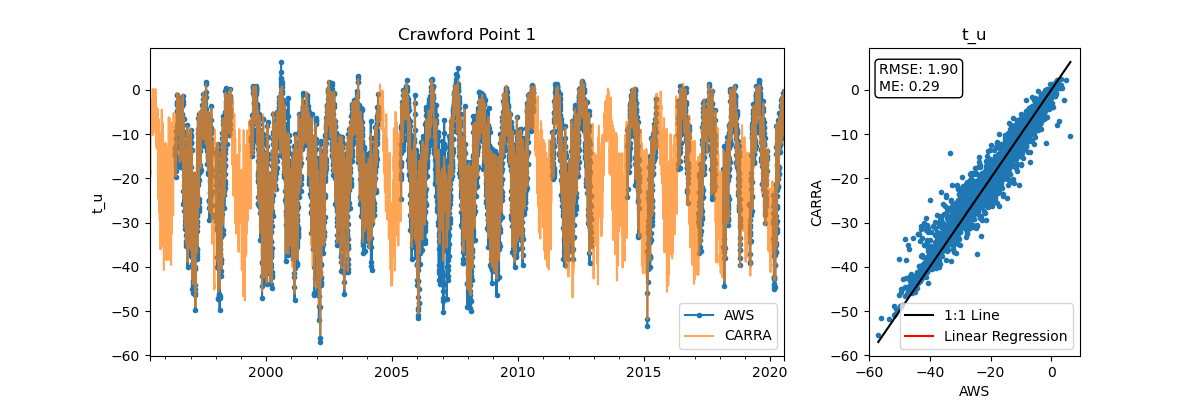 Crawford Point 1
t_u
0
−10
−20
−30
−40
−50
−60
2000
2005
2010
2015
2020
AWS
CARRA
t_u
RMSE: 1.90
ME: 0.29
CARRA
0
−10
−20
−30
−40
−50
−60
−60
−40
−20
0
AWS
1:1 Line
Linear Regression